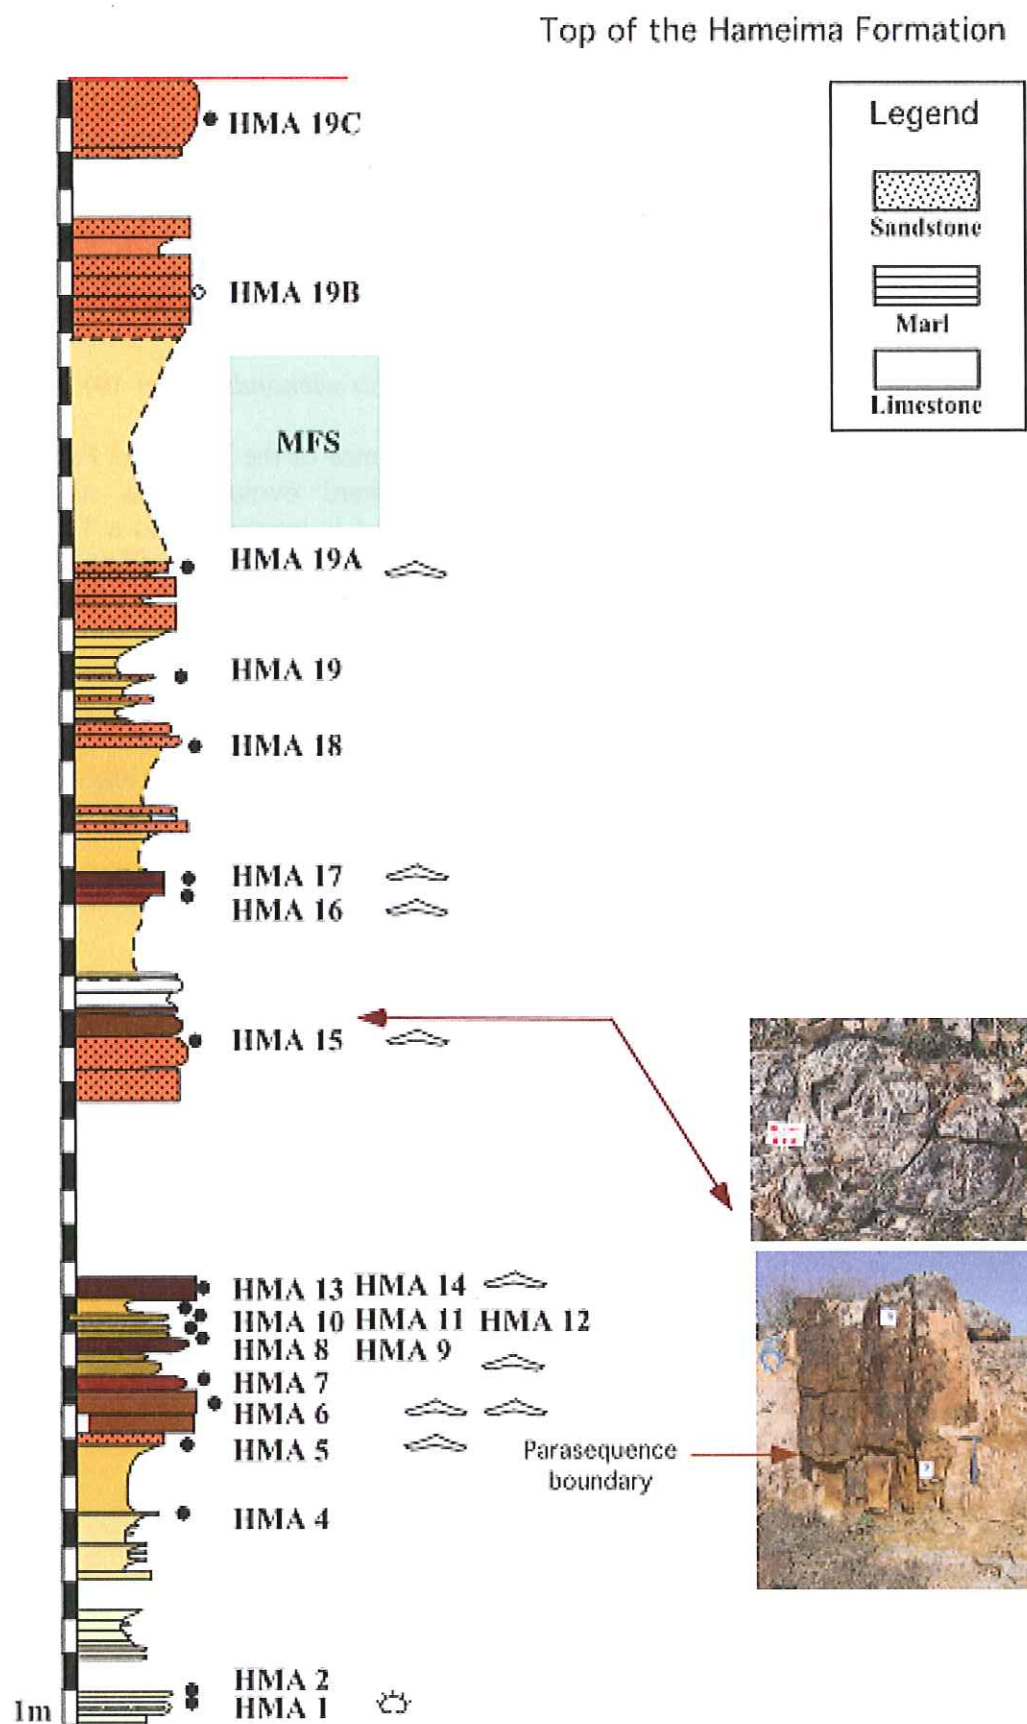 Top of the Hameima Formation
Legend
Sandstone
Marl
Limestone
HMA 19C
HMA 19B
MFS
HMA 19A
HMA 19
HMA 18
HMA 17
HMA 16
HMA 15
HMA 13 HMA 14
HMA 10 HMA 11 HMA 12
HMA 8 HMA 9
HMA 7
HMA 6
HMA 5
Parasequence
boundary
HMA 4
HMA 2
HMA 1
1m